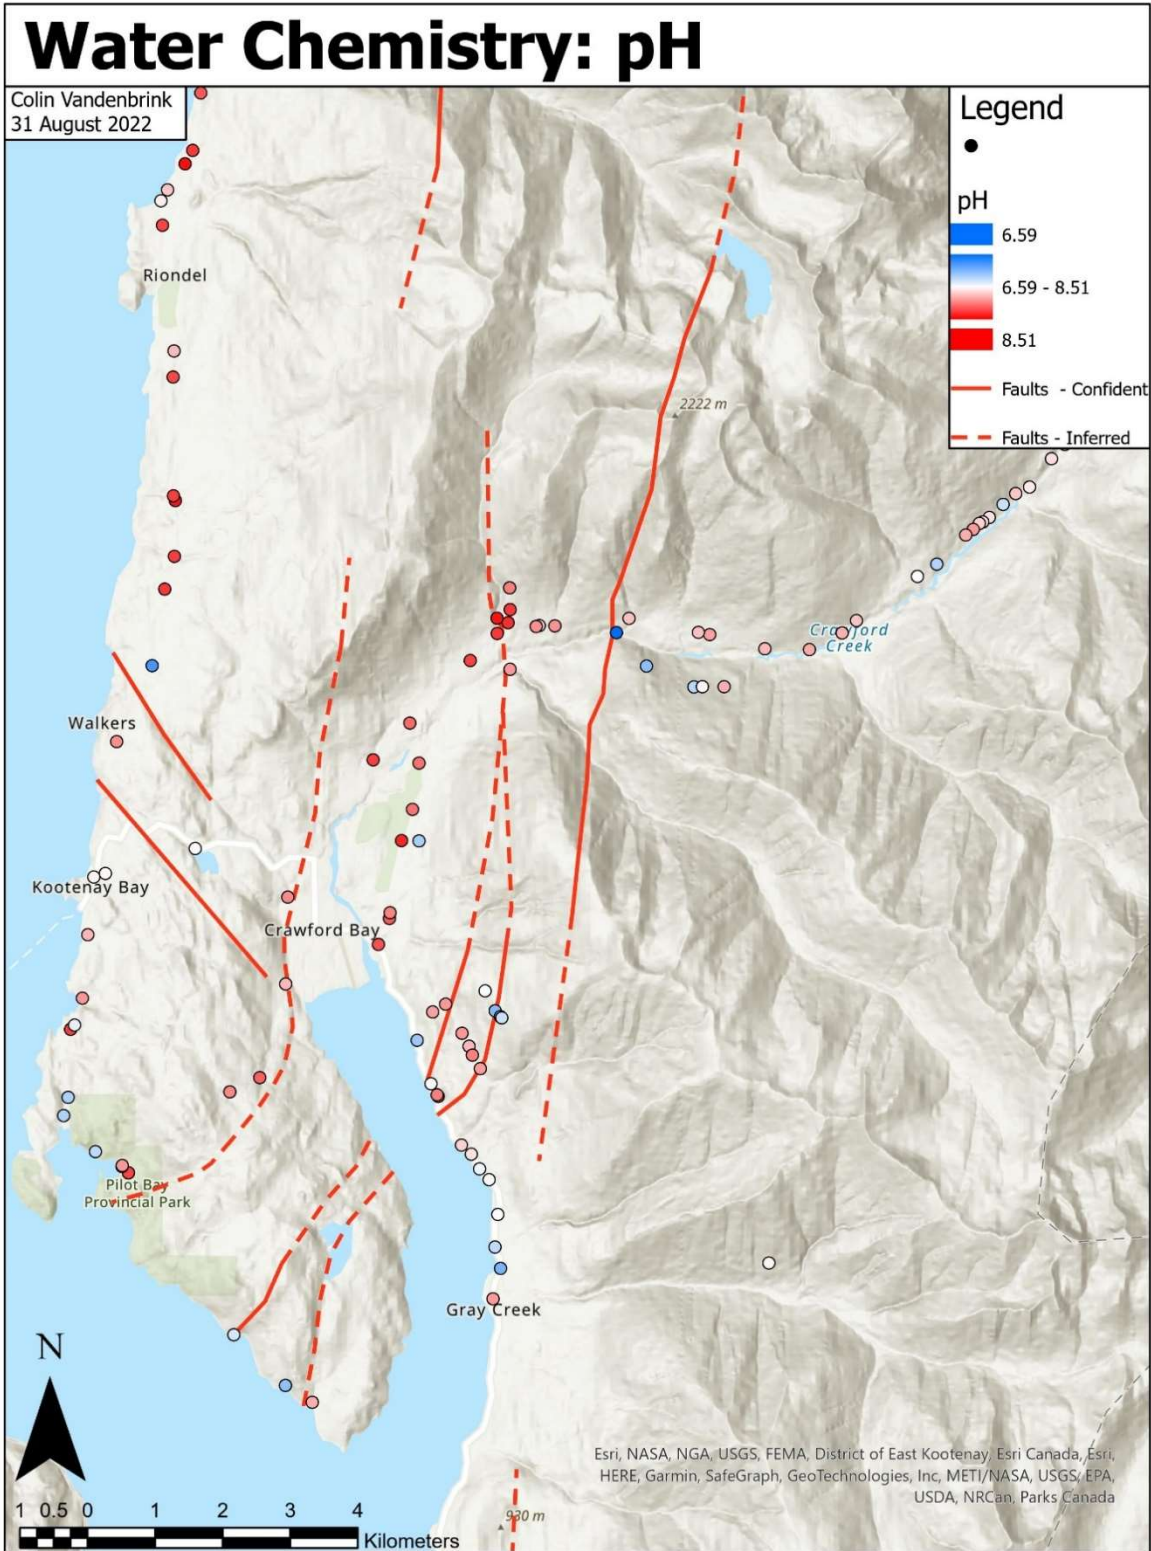 Water Chemistry: pH
Colin Vandenbrink
31 August 2022
Legend
pH
6.59
6.59 - 8.51
8.51
Faults - Confident
Faults - Inferred
Riondel
2222 m
Crawford
Creek
Walkers
Kootenay Bay
Crawford Bay
Pilot Bay
Provincial Park
Gray Creek
N
Esri, NASA, NGA, USGS, FEMA, District of East Kootenay, Esri Canada, Esri,
HERE, Garmin, SafeGraph, GeoTechnologies, Inc, METI/NASA, USGS, EPA,
USDA, NRCan, Parks Canada
930 m
1 0.5 0 1 2 3 4
Kilometers